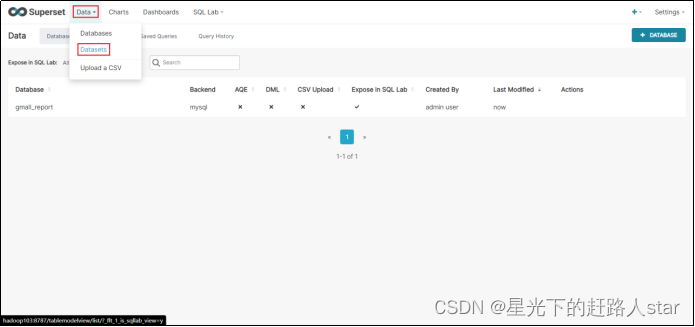 Superset Data Charts Dashboards SQL Lab + Settings
Data Databases Saved Queries Query History + DATABASE
Databases
Datasets
Upload a CSV
Expose in SQL Lab: Search
Database Backend AQE DML CSV Upload Expose in SQL Lab Created By Last Modified Actions
gmall_report mysql × × × ✓ admin user now
« 1 »
1-1 of 1
hadoop103:8787/tablemodelview/list/?_flt_1_is_sqllab_view=y
CSDN @星光下的赶路人star